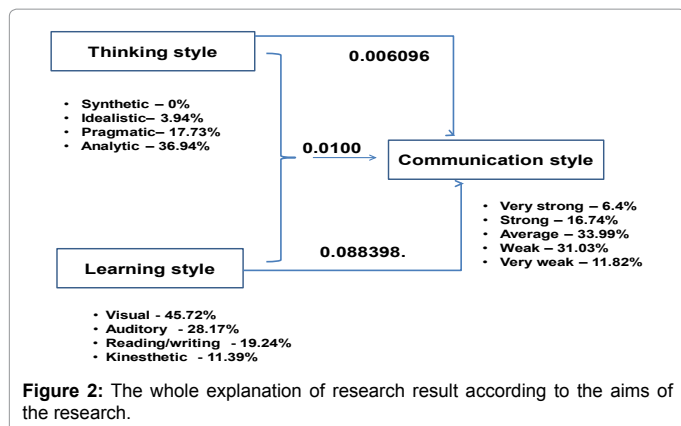 Thinking style
0.006096
• Synthetic – 0%
• Idealistic– 3.94%
• Pragmatic– 17.73%
• Analytic – 36.94%
0.0100
Communication style
• Very strong – 6.4%
• Strong – 16.74%
• Average – 33.99%
• Weak – 31.03%
• Very weak – 11.82%
0.088398.
Learning style
• Visual - 45.72%
• Auditory - 28.17%
• Reading/writing - 19.24%
• Kinesthetic - 11.39%
Figure 2: The whole explanation of research result according to the aims of
the research.